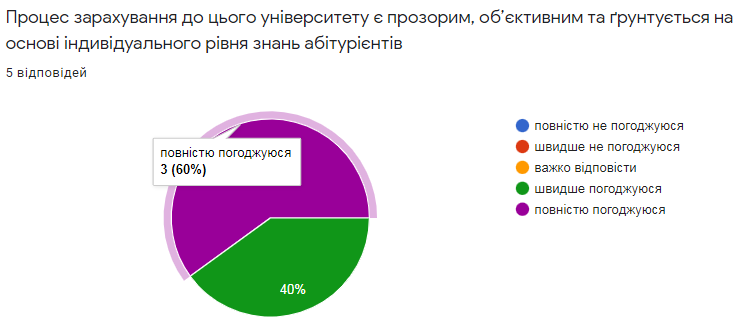 Процес зарахування до цього університету є прозорим, об’єктивним та ґрунтується на
основі індивідуального рівня знань абітурієнтів
5 відповідей
повністю погоджуюся
3 (60%)
40%
повністю не погоджуюся
швидше не погоджуюся
важко відповісти
швидше погоджуюся
повністю погоджуюся